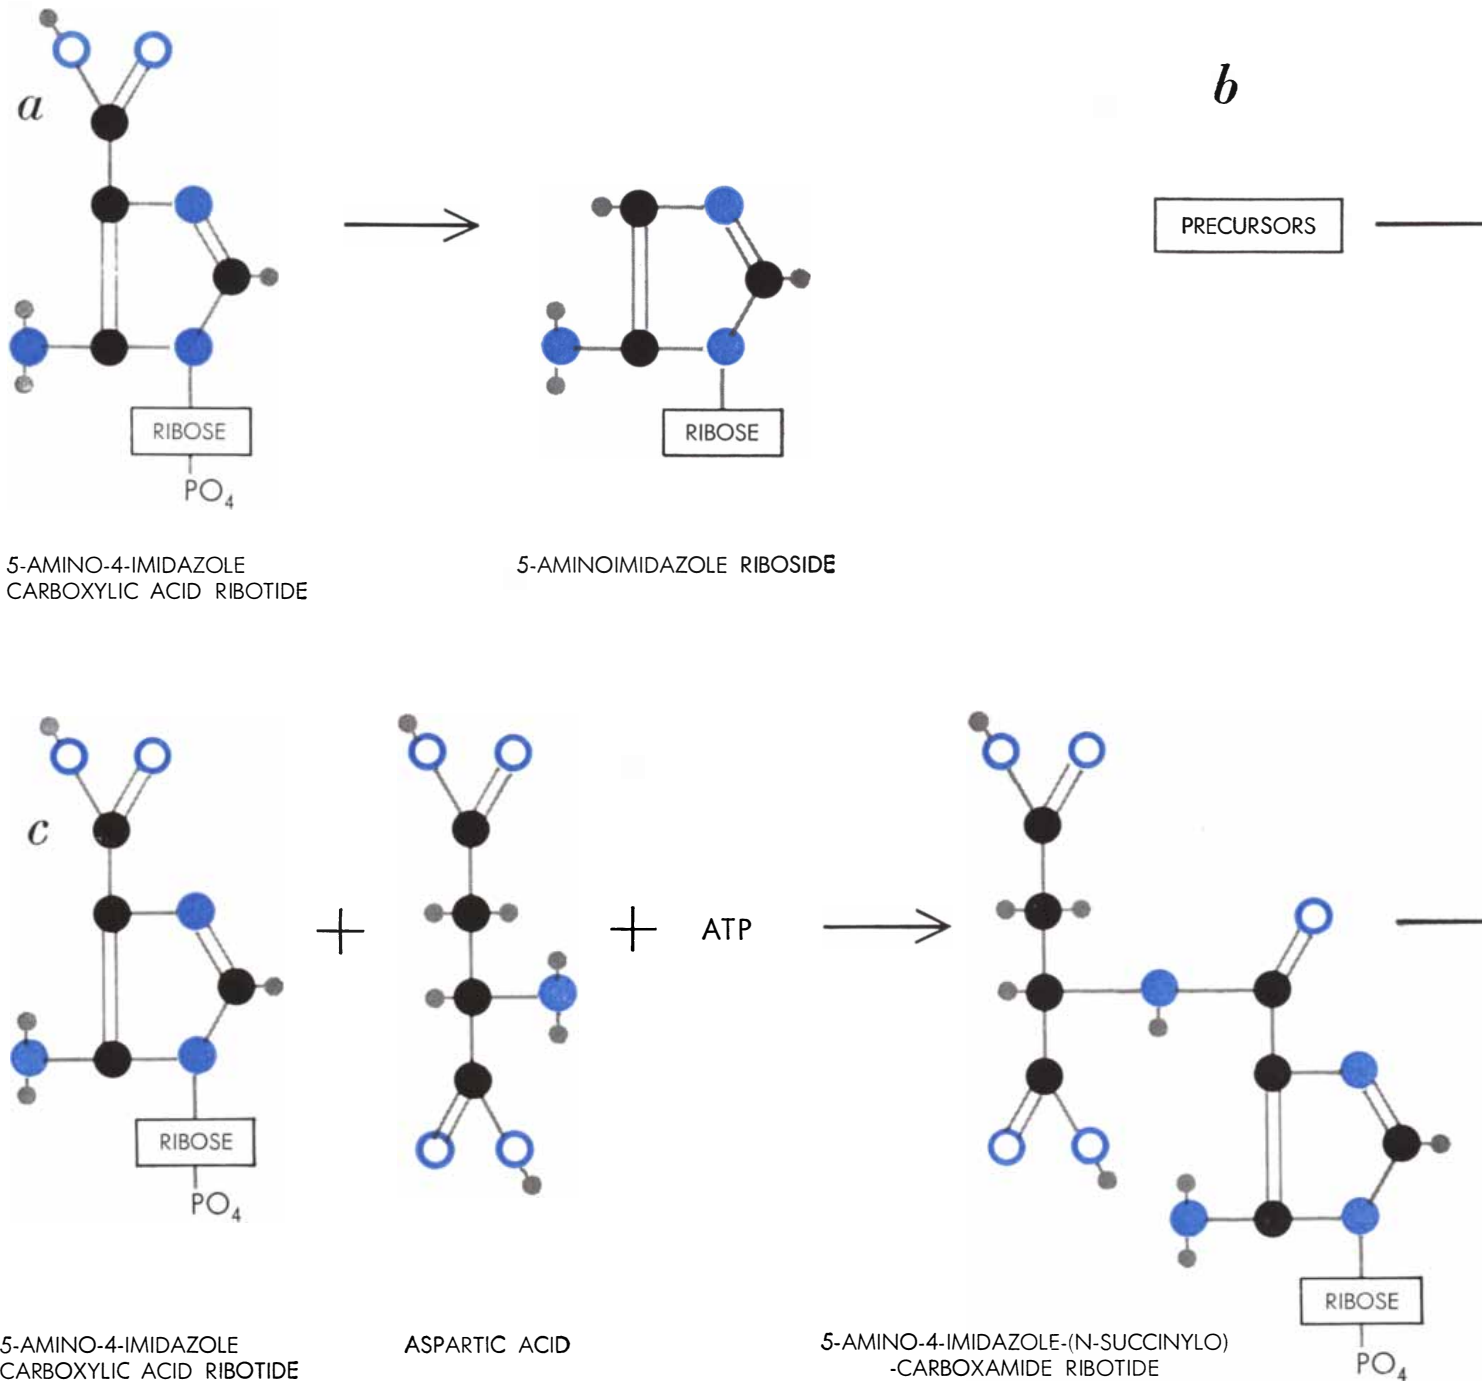 a
b
PRECURSORS
RIBOSE
PO4
RIBOSE
5-AMINO-4-IMIDAZOLE
CARBOXYLIC ACID RIBOTIDE
5-AMINOIMIDAZOLE RIBOSIDE
c
+
+ ATP
RIBOSE
PO4
RIBOSE
PO4
5-AMINO-4-IMIDAZOLE
CARBOXYLIC ACID RIBOTIDE
ASPARTIC ACID
5-AMINO-4-IMIDAZOLE-(N-SUCCINYLO)
-CARBOXAMIDE RIBOTIDE